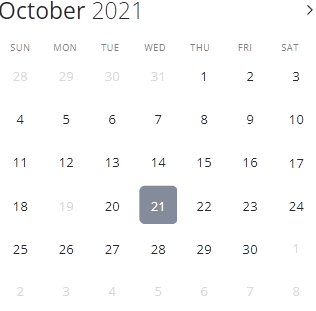 October 2021
SUN MON TUE WED THU FRI SAT
28 29 30 31 1 2 3
4 5 6 7 8 9 10
11 12 13 14 15 16 17
18 19 20 21 22 23 24
25 26 27 28 29 30 1
2 3 4 5 6 7 8